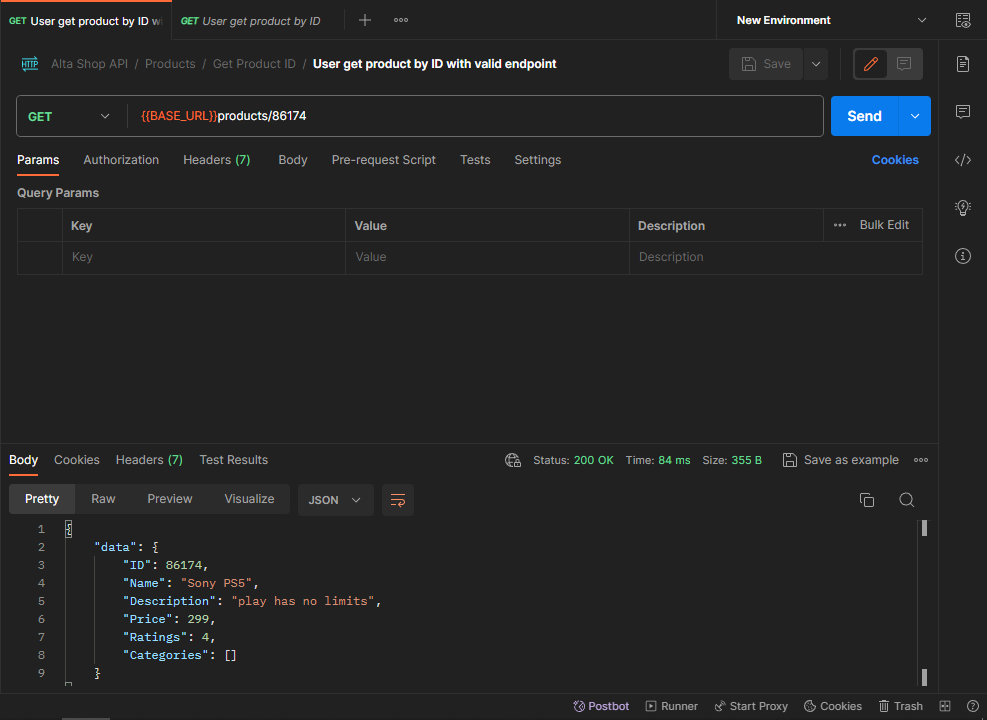 GET User get product by ID wi GET User get product by ID New Environment
HTTP Alta Shop API / Products / Get Product ID / User get product by ID with valid endpoint Save
GET {{BASE_URL}}products/86174 Send
Params Authorization Headers (7) Body Pre-request Script Tests Settings Cookies
Query Params
Key Value Description Bulk Edit
Key Value Description
Body Cookies Headers (7) Test Results Status: 200 OK Time: 84 ms Size: 355 B Save as example
Pretty Raw Preview Visualize JSON
1 {
2 "data": {
3 "ID": 86174,
4 "Name": "Sony PS5",
5 "Description": "play has no limits",
6 "Price": 299,
7 "Ratings": 4,
8 "Categories": []
9 }
Postbot Runner Start Proxy Cookies Trash